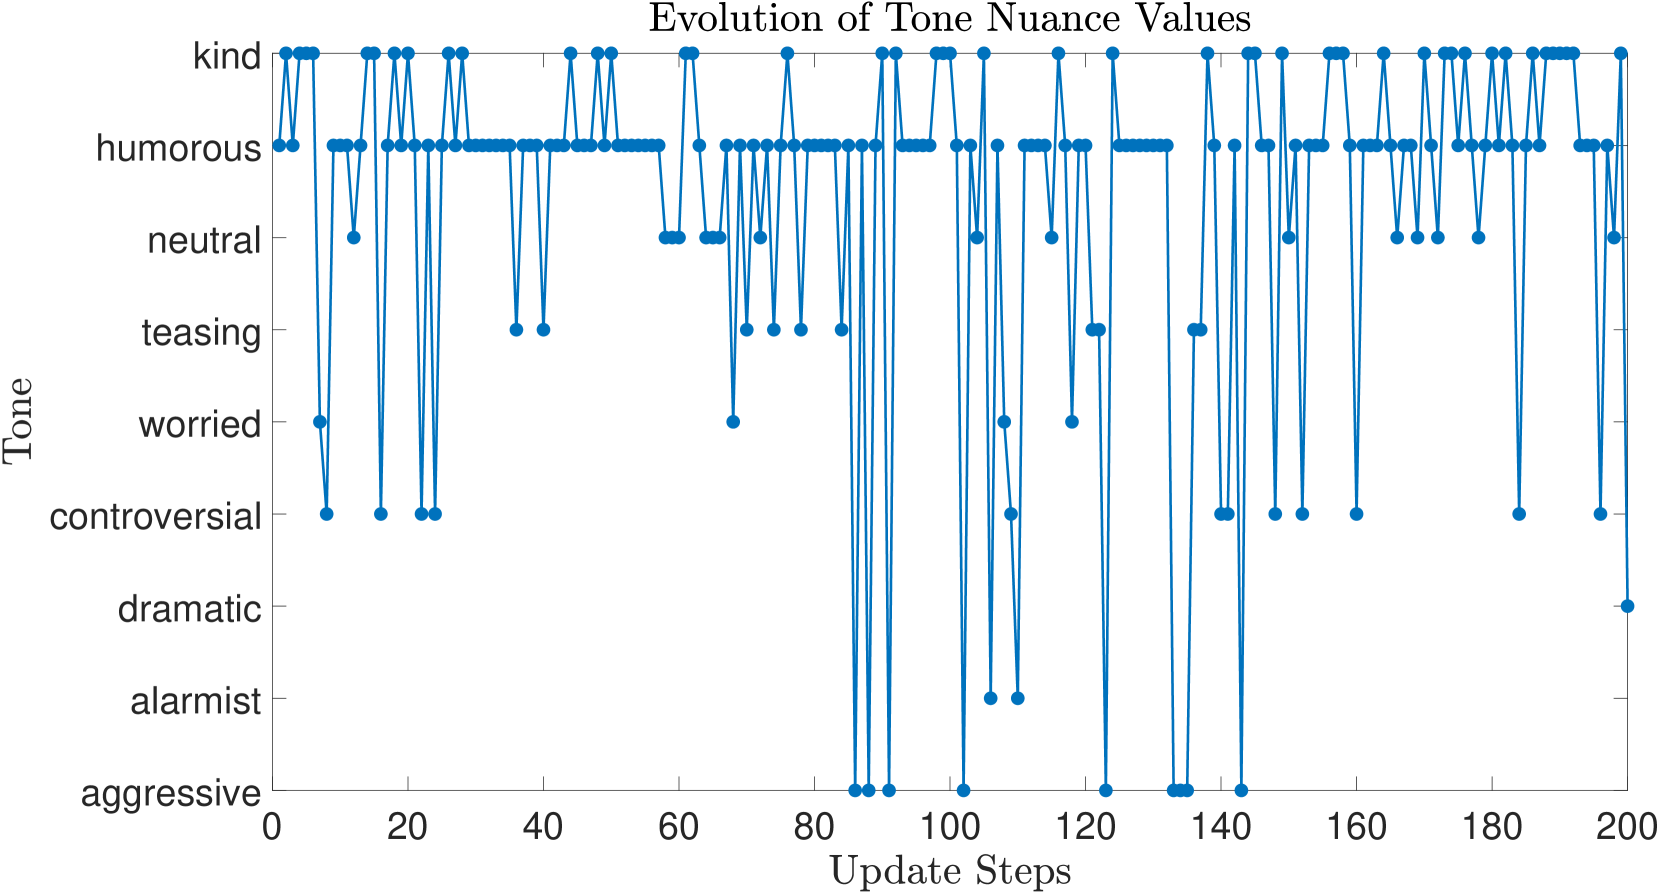 Evolution of Tone Nuance Values
kind
humorous
neutral
teasing
worried
controversial
dramatic
alarmist
aggressive
Tone
0 20 40 60 80 100 120 140 160 180 200
Update Steps